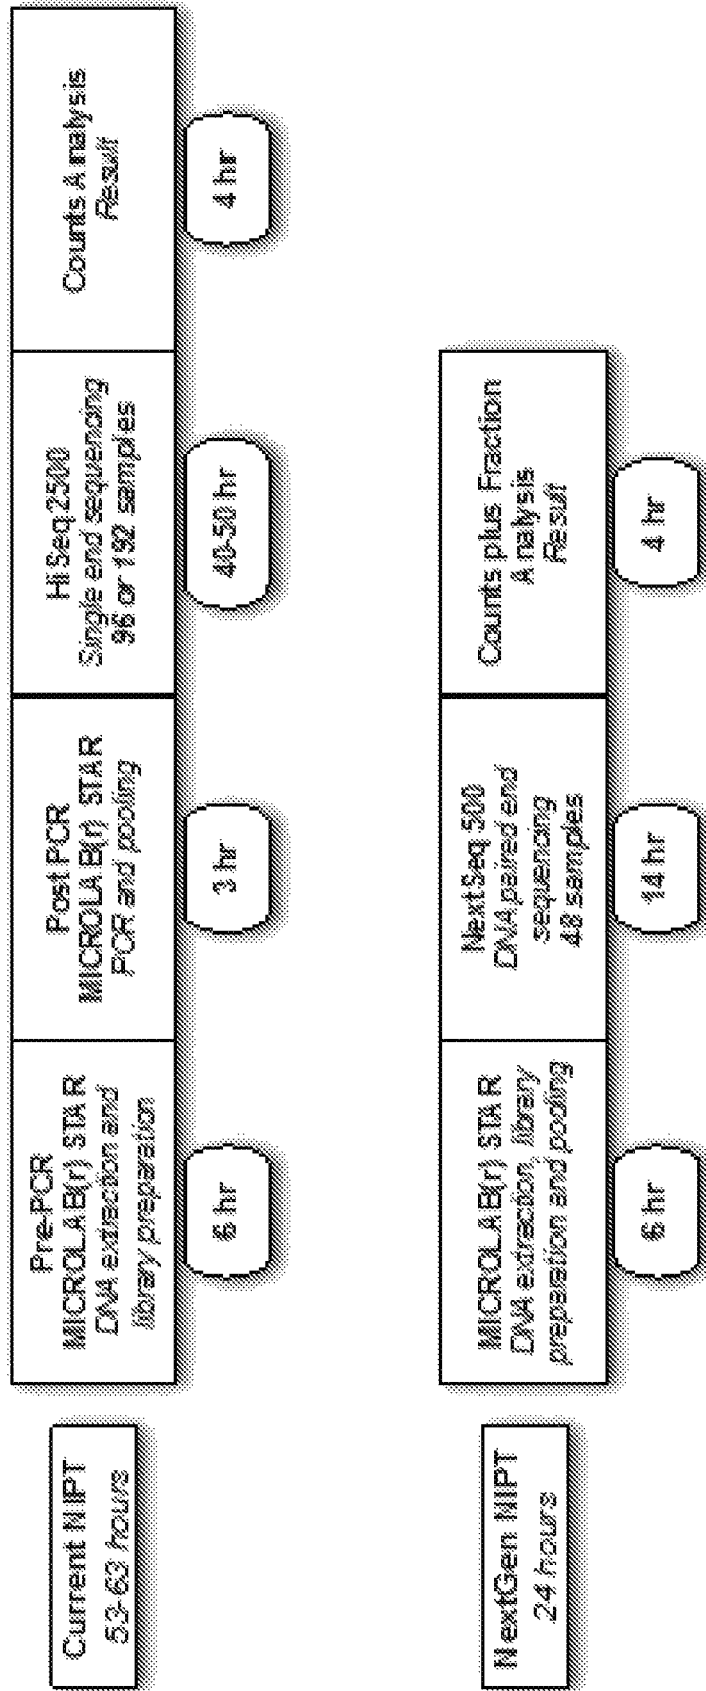 Current NIPT
53-63 hours
Pre-PCR
MICROLAB(r) STAR
DNA extraction and
library preparation
6 hr
Post PCR
MICROLAB(r) STAR
PCR and pooling
3 hr
Hi Seq 2500
Single end sequencing
96 or 192 samples
40-50 hr
Counts Analysis
Result
4 hr
NextGen NIPT
24 hours
MICROLAB(r) STAR
DNA extraction, library
preparation and pooling
6 hr
NextSeq 500
DNA paired end
sequencing
48 samples
14 hr
Counts plus Fraction
Analysis
Result
4 hr